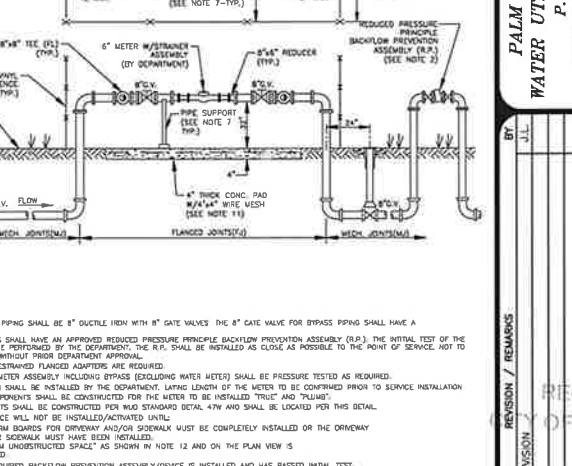 (SEE NOTE 7-TYP.)
8"x8" TEE (FL)
(TYP.)
6" METER W/STRAINER
ASSEMBLY
(BY DEPARTMENT)
8"x6" REDUCER
(TYP.)
REDUCED PRESSURE
PRINCIPLE
BACKFLOW PREVENTION
ASSEMBLY (R.P.)
(SEE NOTE 2)
VINYL
FENCE
TYP.)
8"G.V.
8"G.V.
PIPE SUPPORT
(SEE NOTE 7
TYP.)
24"
4"
4" THICK CONC. PAD
W/4"x4" WIRE MESH
(SEE NOTE 11)
8"G.V.
V.
FLOW
MECH. JOINTS(MJ)
FLANGED JOINTS(FJ)
MECH. JOINTS(MJ)
PIPING SHALL BE 8" DUCTILE IRON WITH 8" GATE VALVES THE 8" GATE VALVE FOR BYPASS PIPING SHALL HAVE A
SHALL HAVE AN APPROVED REDUCED PRESSURE PRINCIPLE BACKFLOW PREVENTION ASSEMBLY (R.P.). THE INITIAL TEST OF THE
PERFORMED BY THE DEPARTMENT. THE R.P. SHALL BE INSTALLED AS CLOSE AS POSSIBLE TO THE POINT OF SERVICE, NOT TO
WITHOUT PRIOR DEPARTMENT APPROVAL.
ESTRAINED FLANGED ADAPTERS ARE REQUIRED.
METER ASSEMBLY INCLUDING BYPASS (EXCLUDING WATER METER) SHALL BE PRESSURE TESTED AS REQUIRED.
SHALL BE INSTALLED BY THE DEPARTMENT. LAYING LENGTH OF THE METER TO BE CONFIRMED PRIOR TO SERVICE INSTALLATION
PONENTS SHALL BE CONSTRUCTED FOR THE METER TO BE INSTALLED "TRUE" AND "PLUMB".
TS SHALL BE CONSTRUCTED PER WUD STANDARD DETAIL 47W AND SHALL BE LOCATED PER THIS DETAIL.
CE WILL NOT BE INSTALLED/ACTIVATED UNTIL:
RM BOARDS FOR DRIVEWAY AND/OR SIDEWALK MUST BE COMPLETELY INSTALLED OR THE DRIVEWAY
SIDEWALK MUST HAVE BEEN INSTALLED.
UNOBSTRUCTED SPACE" AS SHOWN IN NOTE 12 AND ON THE PLAN VIEW IS
BACKFLOW PREVENTION ASSEMBLY/DEVICE IS INSTALLED AND HAS PASSED INITIAL TEST.
PALM
WATER UT
P.
BY
J.L.
REVISION / REMARKS
VISION